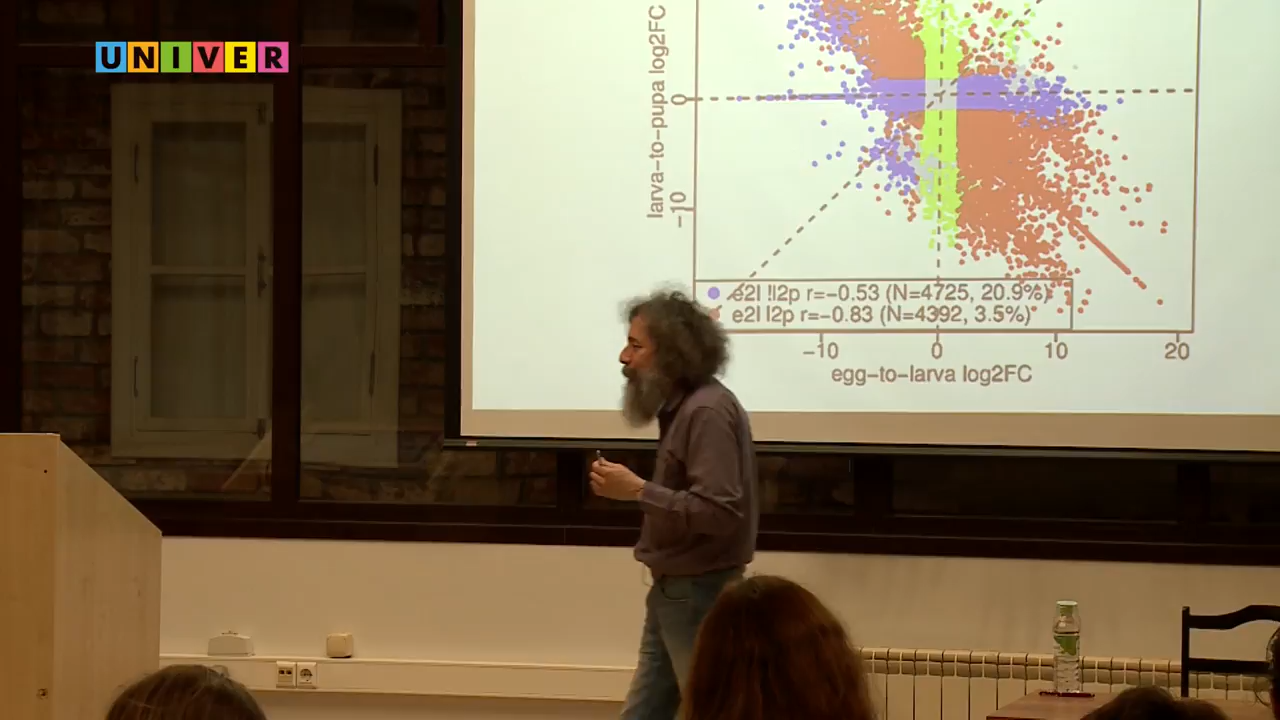 UNIVER
larva-to-pupa log2FC
0
−10
e2l !l2p r=−0.53 (N=4725, 20.9%)
e2l l2p r=−0.83 (N=4392, 3.5%)
−10 0 10 20
egg-to-larva log2FC